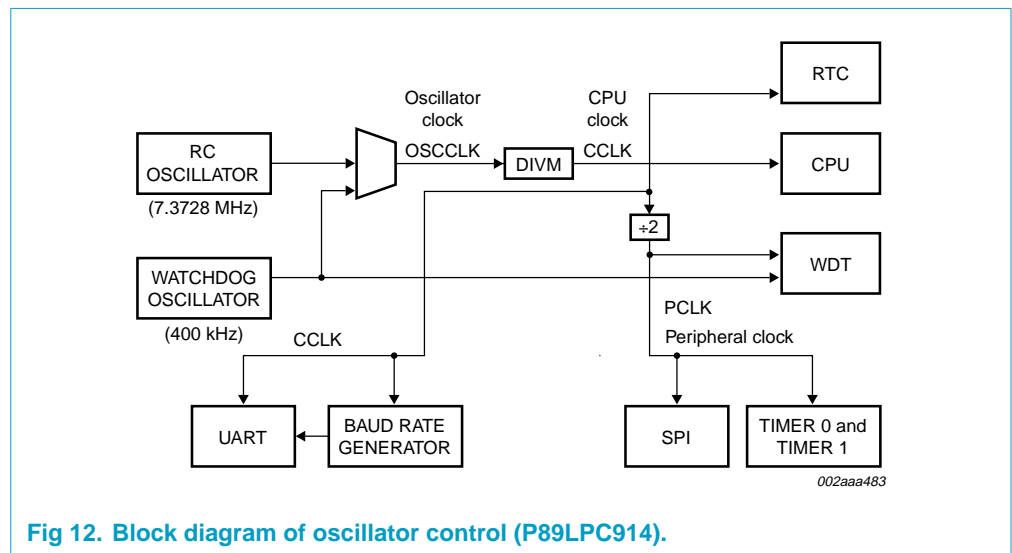 RTC
Oscillator
clock
CPU
clock
RC
OSCILLATOR
OSCCLK
DIVM
CCLK
CPU
(7.3728 MHz)
÷2
WATCHDOG
OSCILLATOR
WDT
(400 kHz)
PCLK
CCLK
Peripheral clock
UART
BAUD RATE
GENERATOR
SPI
TIMER 0 and
TIMER 1
002aaa483
Fig 12. Block diagram of oscillator control (P89LPC914).